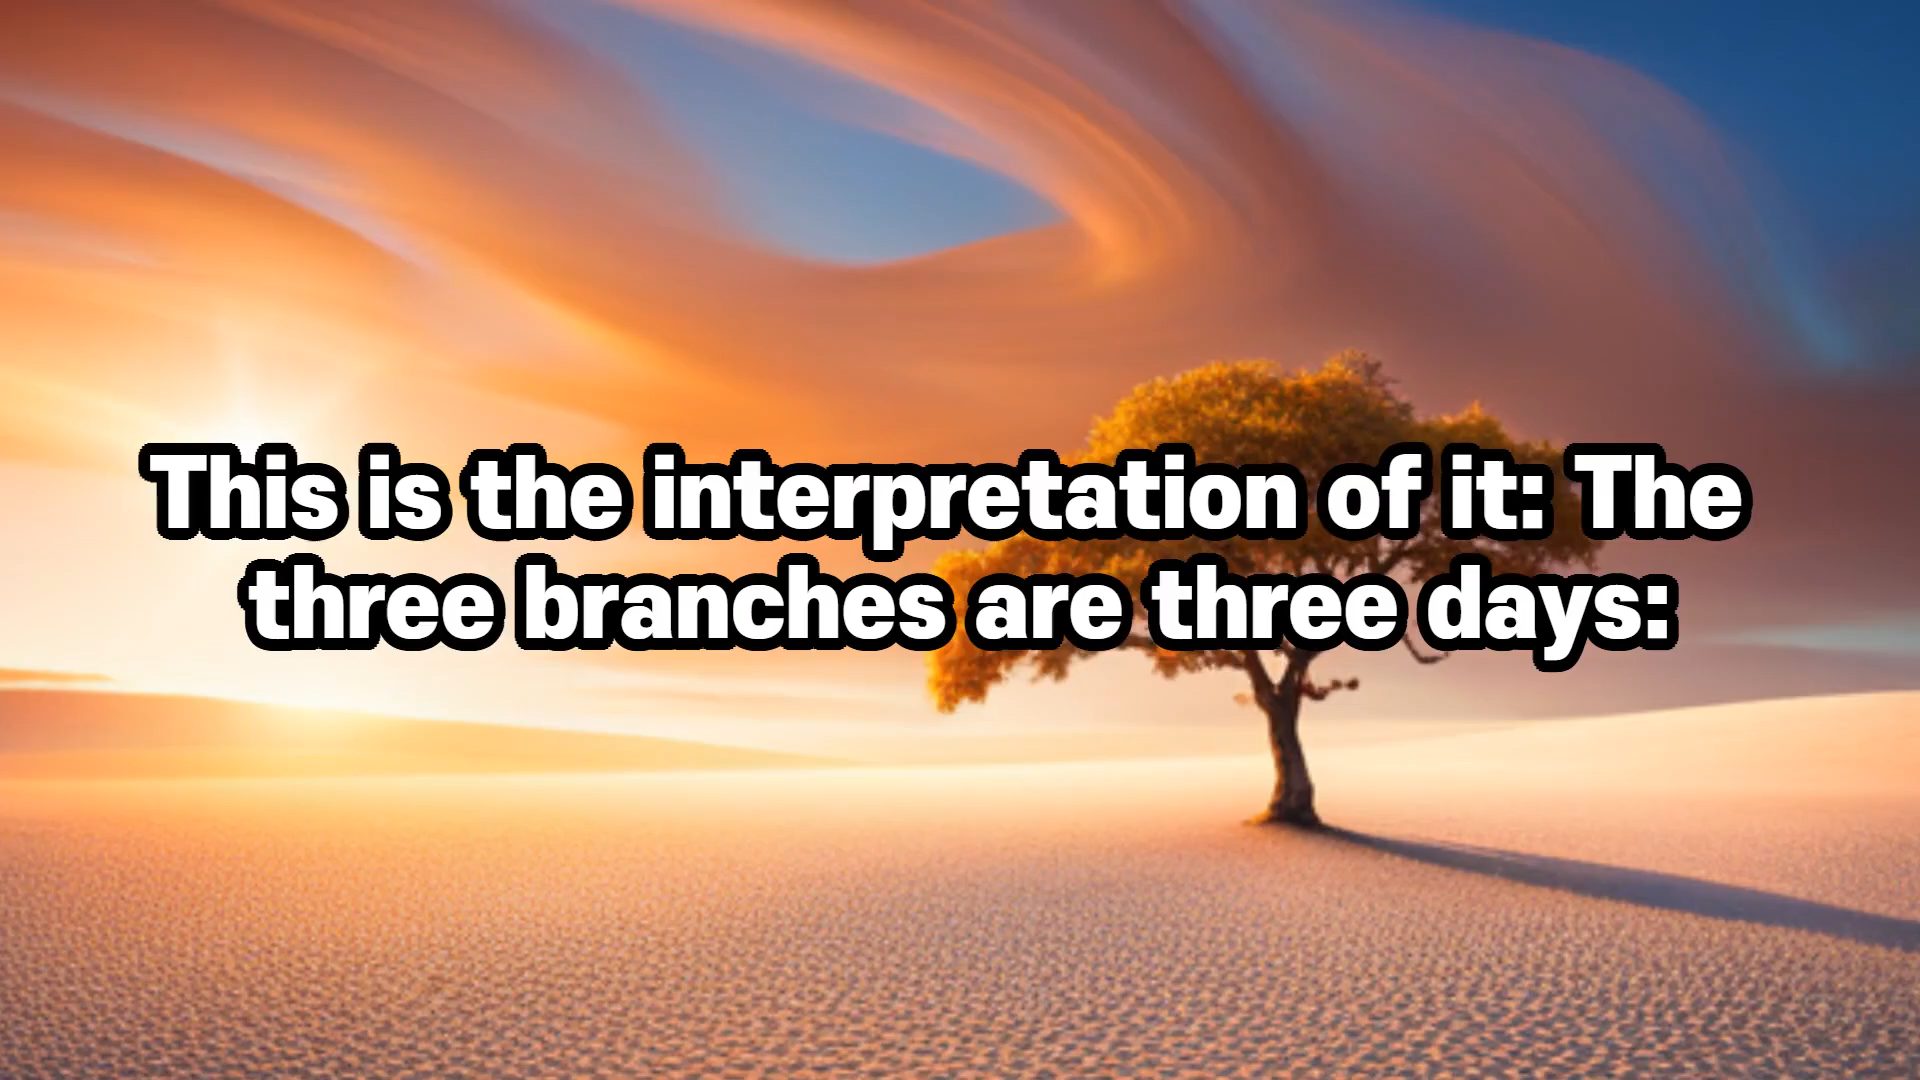 This is the interpretation of it: The
three branches are three days: